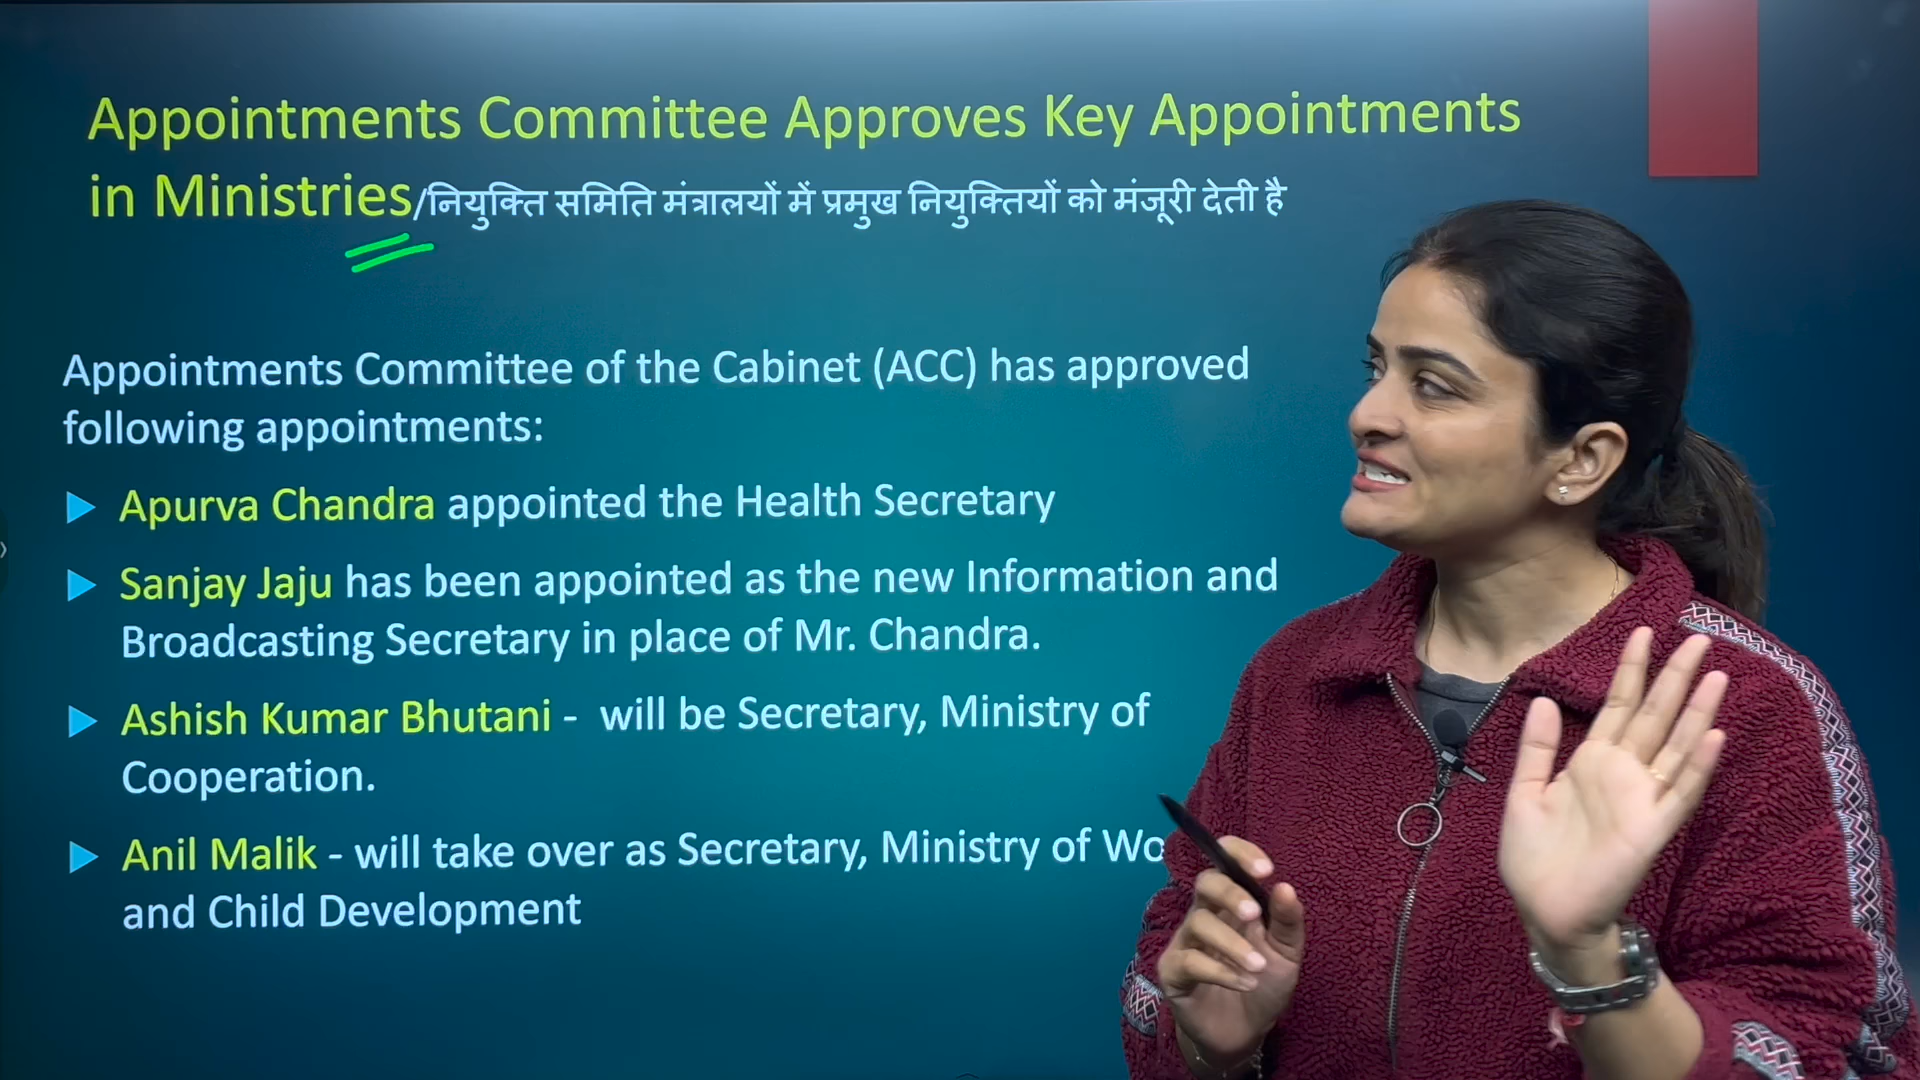 Appointments Committee Approves Key Appointments
in Ministries/नियुक्ति समिति मंत्रालयों में प्रमुख नियुक्तियों को मंजूरी देती है
Appointments Committee of the Cabinet (ACC) has approved
following appointments:
Apurva Chandra appointed the Health Secretary
Sanjay Jaju has been appointed as the new Information and
Broadcasting Secretary in place of Mr. Chandra.
Ashish Kumar Bhutani - will be Secretary, Ministry of
Cooperation.
Anil Malik - will take over as Secretary, Ministry of
and Child Development